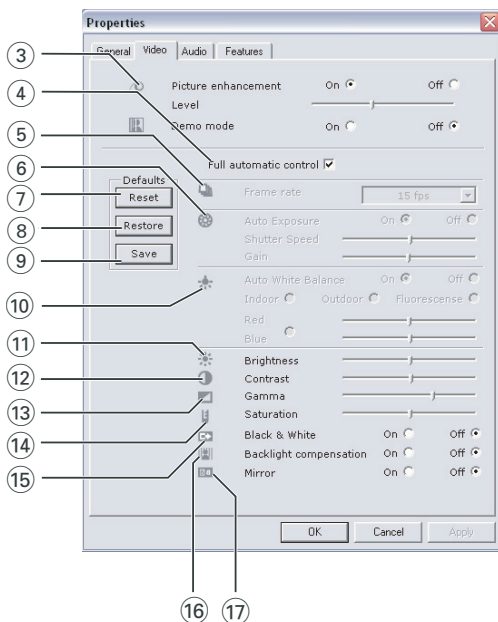 Properties
General Video Audio Features
3
Picture enhancement On Off
4
Level
Demo mode On Off
5
Full automatic control
6
Defaults
Frame rate 15 fps
7
Reset
Auto Exposure On Off
8
Restore
Shutter Speed
Gain
9
Save
Auto White Balance On Off
10
Indoor Outdoor Fluorescense
Red
Blue
11
Brightness
12
Contrast
13
Gamma
14
Saturation
15
Black & White On Off
Backlight compensation On Off
Mirror On Off
OK Cancel Apply
16 17